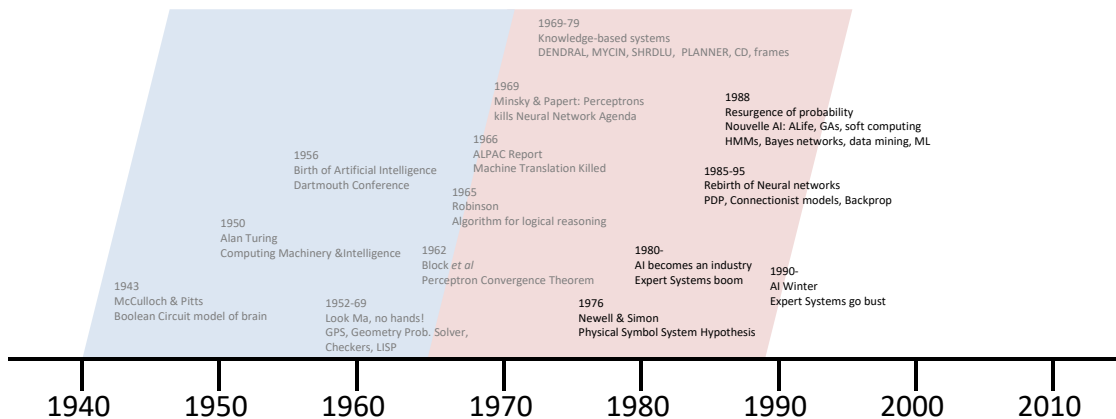 1969-79
Knowledge-based systems
DENDRAL, MYCIN, SHRDLU, PLANNER, CD, frames
1969
Minsky & Papert: Perceptrons
kills Neural Network Agenda
1988
Resurgence of probability
Nouvelle AI: ALife, GAs, soft computing
HMMs, Bayes networks, data mining, ML
1966
ALPAC Report
Machine Translation Killed
1956
Birth of Artificial Intelligence
Dartmouth Conference
1985-95
Rebirth of Neural networks
PDP, Connectionist models, Backprop
1965
Robinson
Algorithm for logical reasoning
1950
Alan Turing
Computing Machinery &Intelligence
1962
Block et al
Perceptron Convergence Theorem
1980-
AI becomes an industry
Expert Systems boom
1990-
AI Winter
Expert Systems go bust
1943
McCulloch & Pitts
Boolean Circuit model of brain
1952-69
Look Ma, no hands!
GPS, Geometry Prob. Solver,
Checkers, LISP
1976
Newell & Simon
Physical Symbol System Hypothesis
1940 1950 1960 1970 1980 1990 2000 2010